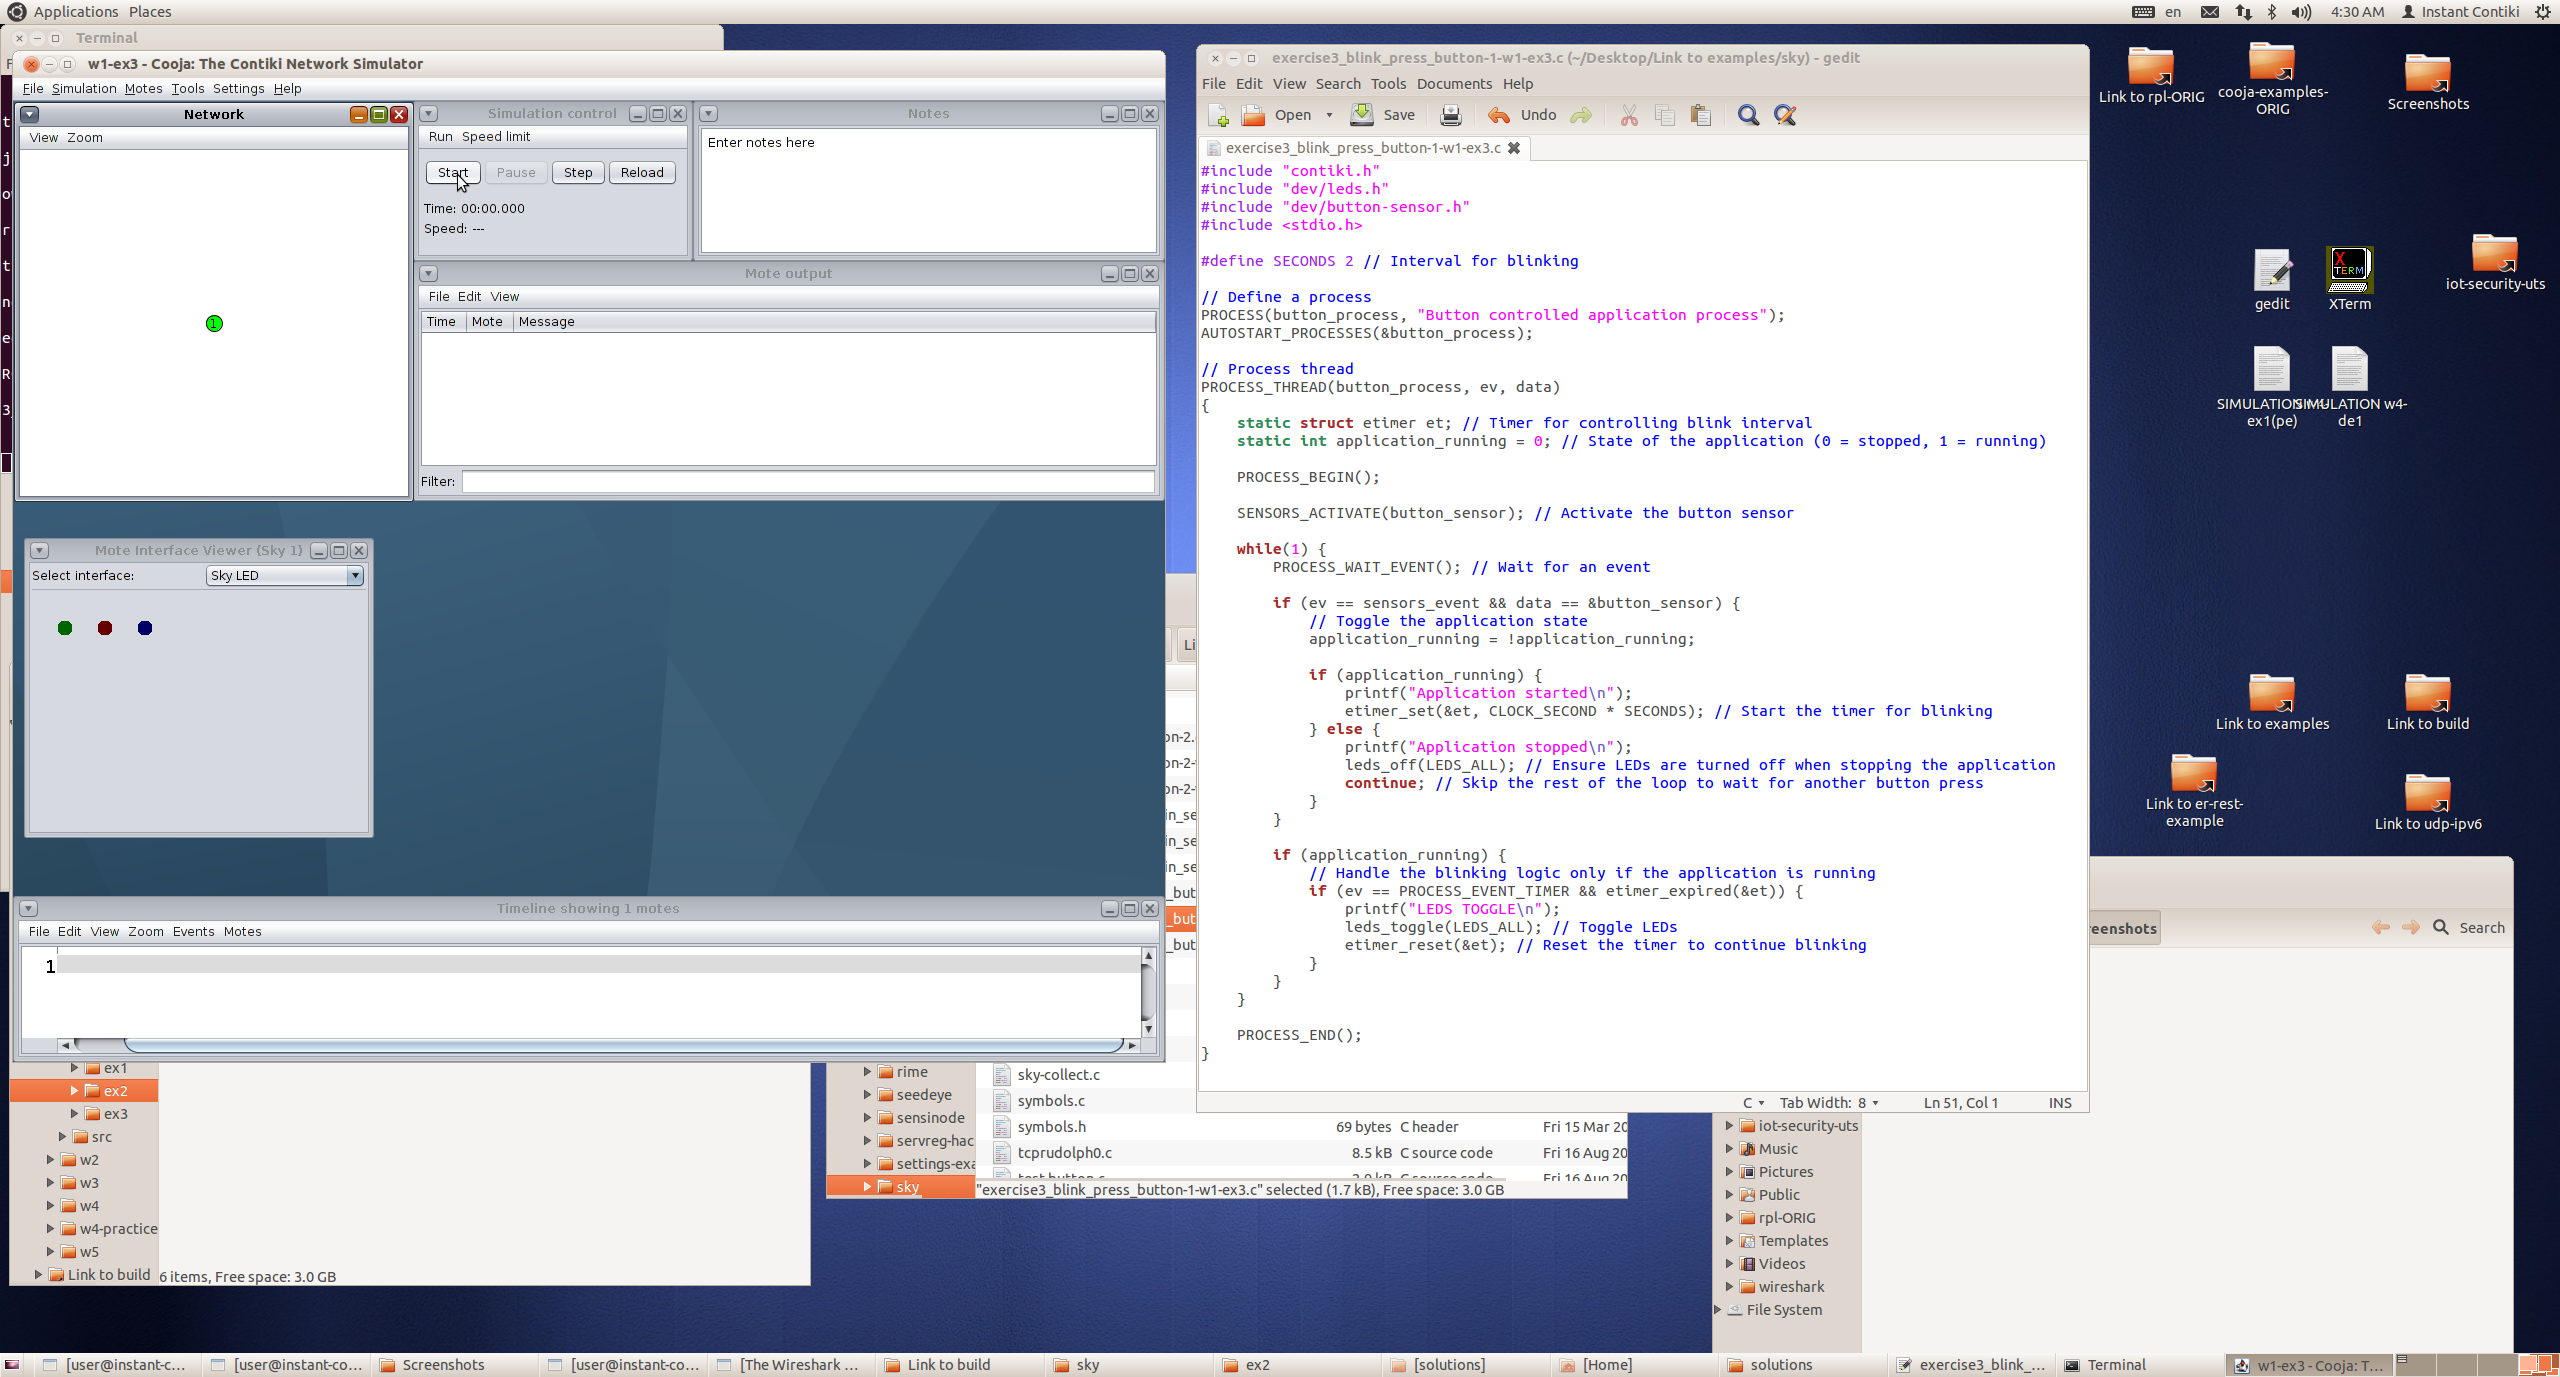 Applications Places
en 4:30 AM Instant Contiki
Terminal
w1-ex3 - Cooja: The Contiki Network Simulator
File Simulation Motes Tools Settings Help
Network
View Zoom
1
Simulation control
Run Speed limit
Start Pause Step Reload
Time: 00:00.000
Speed: ---
Notes
Enter notes here
Mote output
File Edit View
Time Mote Message
Filter:
Mote Interface Viewer (Sky 1)
Select interface: Sky LED
Timeline showing 1 motes
File Edit View Zoom Events Motes
1
exercise3_blink_press_button-1-w1-ex3.c (~/Desktop/Link to examples/sky) - gedit
File Edit View Search Tools Documents Help
Open Save Undo
exercise3_blink_press_button-1-w1-ex3.c
#include "contiki.h"
#include "dev/leds.h"
#include "dev/button-sensor.h"
#include <stdio.h>
#define SECONDS 2 // Interval for blinking
// Define a process
PROCESS(button_process, "Button controlled application process");
AUTOSTART_PROCESSES(&button_process);
// Process thread
PROCESS_THREAD(button_process, ev, data)
{
static struct etimer et; // Timer for controlling blink interval
static int application_running = 0; // State of the application (0 = stopped, 1 = running)
PROCESS_BEGIN();
SENSORS_ACTIVATE(button_sensor); // Activate the button sensor
while(1) {
PROCESS_WAIT_EVENT(); // Wait for an event
if (ev == sensors_event && data == &button_sensor) {
// Toggle the application state
application_running = !application_running;
if (application_running) {
printf("Application started\n");
etimer_set(&et, CLOCK_SECOND * SECONDS); // Start the timer for blinking
} else {
printf("Application stopped\n");
leds_off(LEDS_ALL); // Ensure LEDs are turned off when stopping the application
continue; // Skip the rest of the loop to wait for another button press
}
}
if (application_running) {
// Handle the blinking logic only if the application is running
if (ev == PROCESS_EVENT_TIMER && etimer_expired(&et)) {
printf("LEDS TOGGLE\n");
leds_toggle(LEDS_ALL); // Toggle LEDs
etimer_reset(&et); // Reset the timer to continue blinking
}
}
}
PROCESS_END();
}
C Tab Width: 8 Ln 51, Col 1 INS
Link to rpl-ORIG
cooja-examples-
ORIG
Screenshots
gedit
XTerm
iot-security-uts
SIMULATION
ex1(pe)
SIMULATION w4-
de1
Link to examples
Link to build
Link to er-rest-
example
Link to udp-ipv6
reenshots
Search
ex1
ex2
ex3
src
w2
w3
w4
w4-practice
w5
Link to build
6 items, Free space: 3.0 GB
rime
seedeye
sensinode
servreg-hac
settings-exa
sky
sky-collect.c
symbols.c
symbols.h 69 bytes C header Fri 15 Mar 20
tcprudolph0.c 8.5 kB C source code Fri 16 Aug 20
"exercise3_blink_press_button-1-w1-ex3.c" selected (1.7 kB), Free space: 3.0 GB
iot-security-uts
Music
Pictures
Public
rpl-ORIG
Templates
Videos
wireshark
File System
[user@instant-c... [user@instant-co... Screenshots [user@instant-co... [The Wireshark ... Link to build sky ex2 [solutions] [Home] solutions exercise3_blink_... Terminal w1-ex3 - Cooja: T...